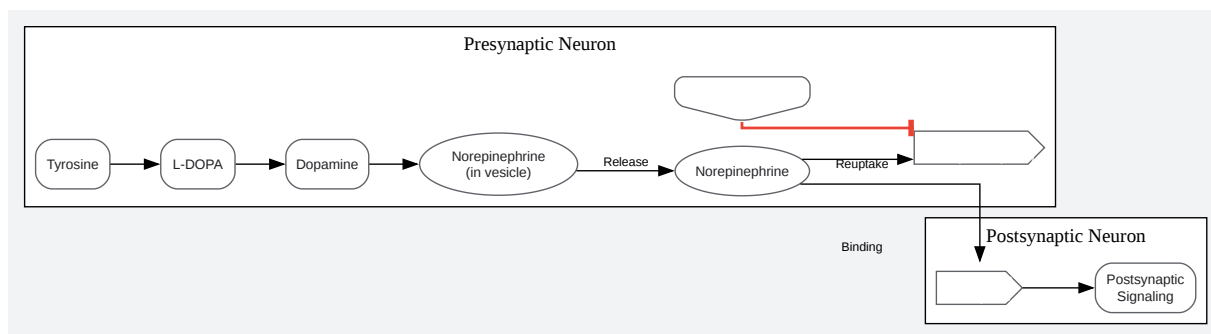 Presynaptic Neuron
Tyrosine
L-DOPA
Dopamine
Norepinephrine
(in vesicle)
Release
Norepinephrine
Reuptake
Binding
Postsynaptic Neuron
Postsynaptic
Signaling